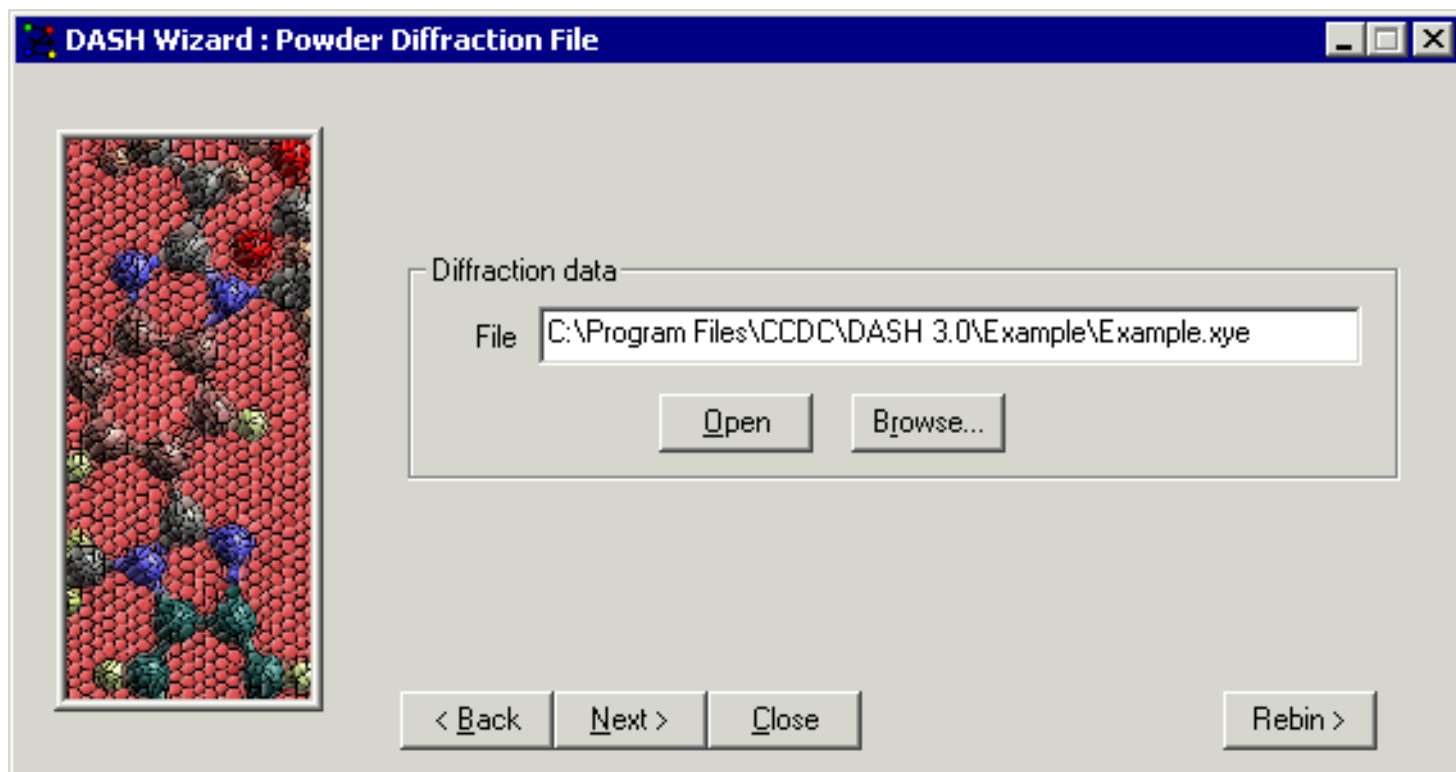 DASH Wizard : Powder Diffraction File
Diffraction data
File C:\Program Files\CCDC\DASH 3.0\Example\Example.xye
Open Browse...
< Back Next > Close Rebin >